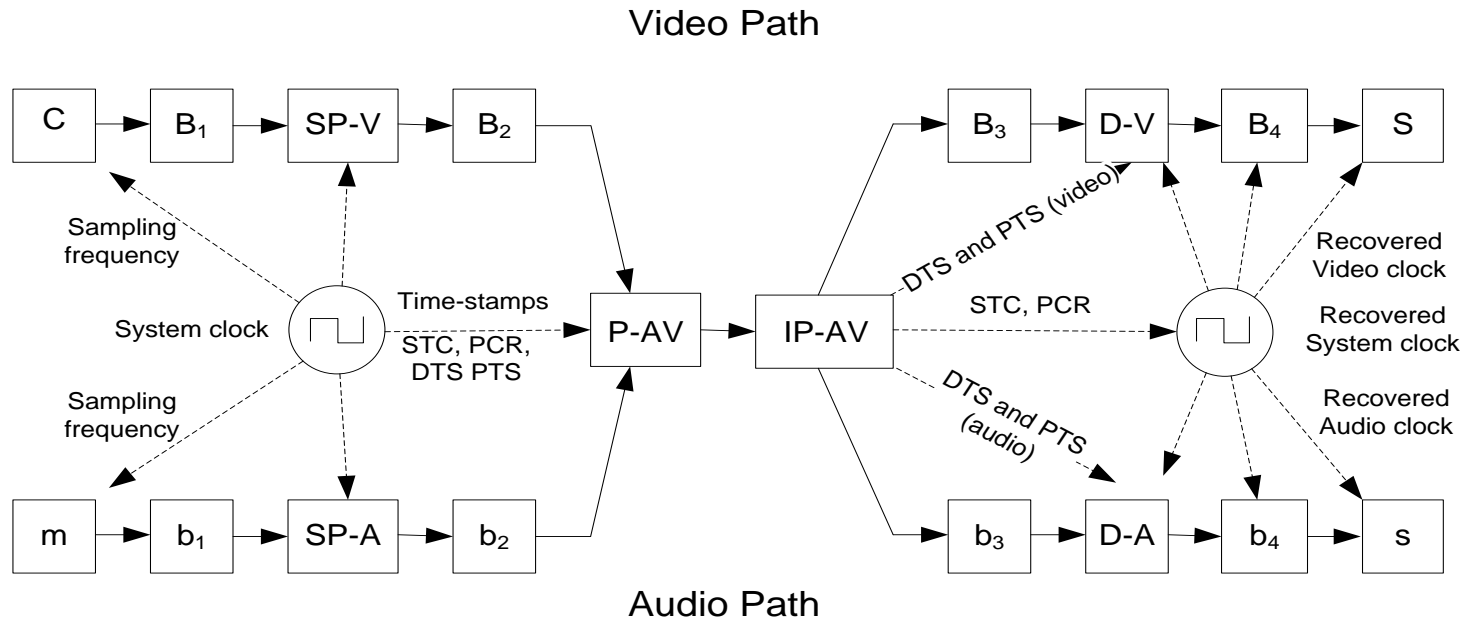 Video Path
C
B₁
SP-V
B₂
B₃
D-V
B₄
S
Sampling
frequency
DTS and PTS (video)
Recovered
Video clock
System clock
Time-stamps
STC, PCR,
DTS PTS
P-AV
IP-AV
STC, PCR
Recovered
System clock
Sampling
frequency
DTS and PTS
(audio)
Recovered
Audio clock
m
b₁
SP-A
b₂
b₃
D-A
b₄
s
Audio Path